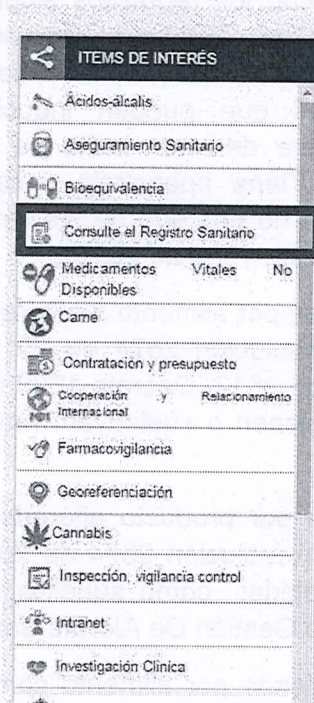 ITEMS DE INTERÉS
Ácidos-álcalis
Aseguramiento Sanitario
Bioequivalencia
Consulte el Registro Sanitario
Medicamentos Vitales No
Disponibles
Carne
Contratación y presupuesto
Cooperación y Relacionamiento
Internacional
Farmacovigilancia
Georeferenciación
Cannabis
Inspección, vigilancia control
Intranet
Investigación Clínica